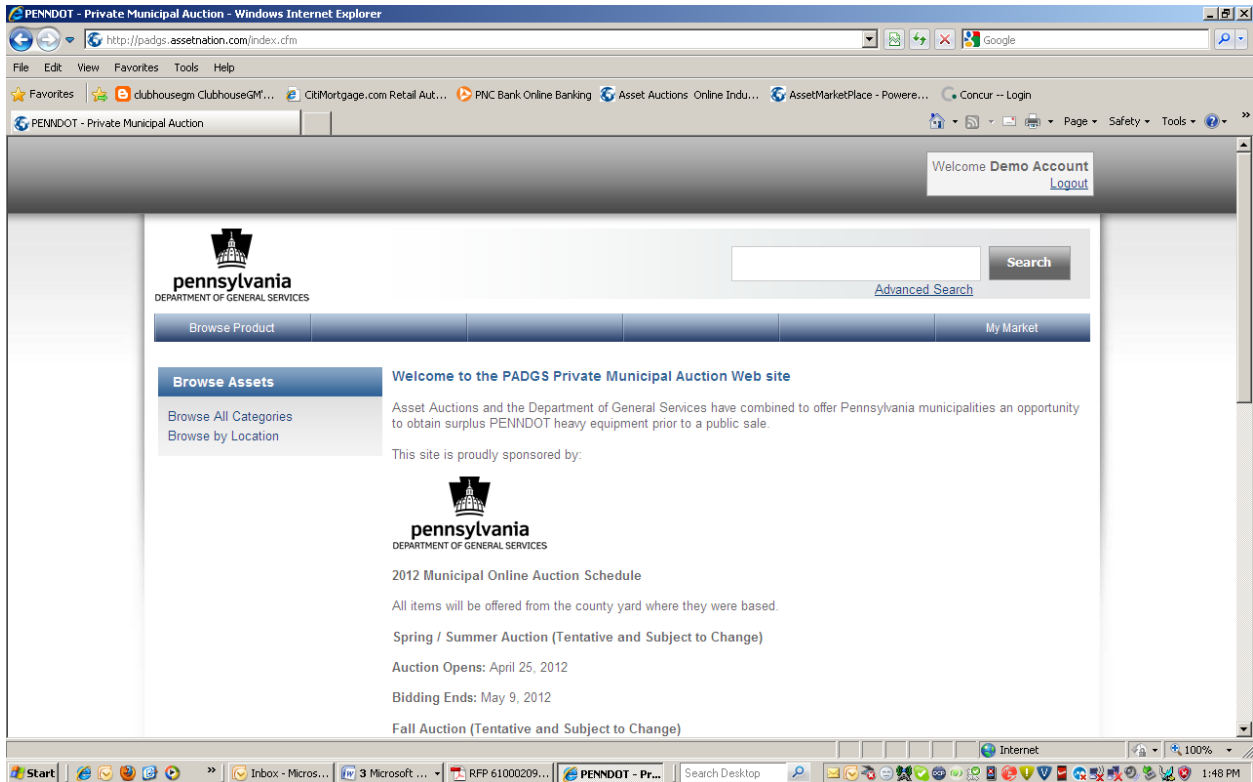 PENNDOT - Private Municipal Auction - Windows Internet Explorer
http://padgs.assetnation.com/index.cfm
Google
File Edit View Favorites Tools Help
Favorites clubhousegm ClubhouseGM'... CitiMortgage.com Retail Aut... PNC Bank Online Banking Asset Auctions Online Indu... AssetMarketPlace - Powere... Concur -- Login
PENNDOT - Private Municipal Auction Page Safety Tools »
Welcome Demo Account
Logout
pennsylvania
DEPARTMENT OF GENERAL SERVICES
Search
Advanced Search
Browse Product My Market
Browse Assets
Browse All Categories
Browse by Location
Welcome to the PADGS Private Municipal Auction Web site
Asset Auctions and the Department of General Services have combined to offer Pennsylvania municipalities an opportunity
to obtain surplus PENNDOT heavy equipment prior to a public sale.
This site is proudly sponsored by:
pennsylvania
DEPARTMENT OF GENERAL SERVICES
2012 Municipal Online Auction Schedule
All items will be offered from the county yard where they were based.
Spring / Summer Auction (Tentative and Subject to Change)
Auction Opens: April 25, 2012
Bidding Ends: May 9, 2012
Fall Auction (Tentative and Subject to Change)
Internet 100%
Start » Inbox - Micros... 3 Microsoft ... RFP 61000209... PENNDOT - Pr... Search Desktop 1:48 PM